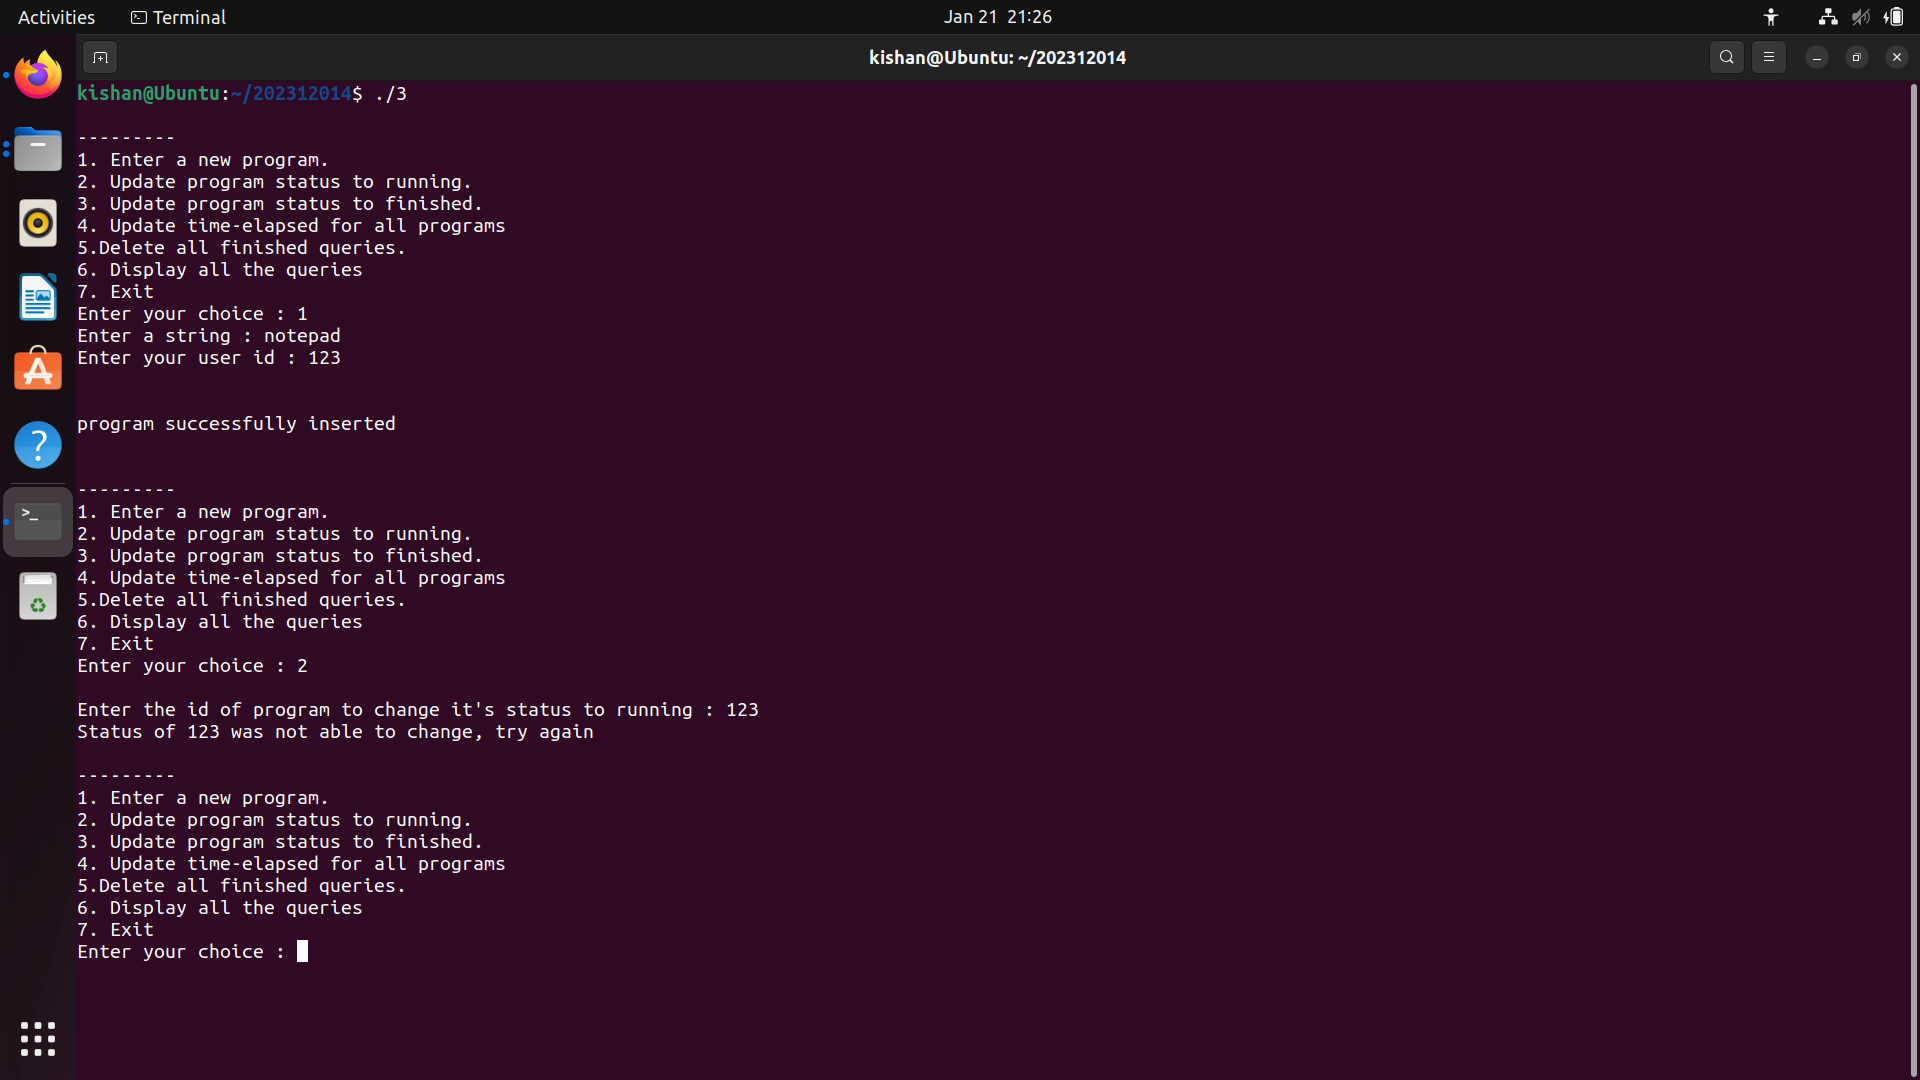 Activities
Terminal
Jan 21 21:26
kishan@Ubuntu: ~/202312014
kishan@Ubuntu:~/202312014$ ./3
---------
1. Enter a new program.
2. Update program status to running.
3. Update program status to finished.
4. Update time-elapsed for all programs
5.Delete all finished queries.
6. Display all the queries
7. Exit
Enter your choice : 1
Enter a string : notepad
Enter your user id : 123
program successfully inserted
---------
1. Enter a new program.
2. Update program status to running.
3. Update program status to finished.
4. Update time-elapsed for all programs
5.Delete all finished queries.
6. Display all the queries
7. Exit
Enter your choice : 2
Enter the id of program to change it's status to running : 123
Status of 123 was not able to change, try again
---------
1. Enter a new program.
2. Update program status to running.
3. Update program status to finished.
4. Update time-elapsed for all programs
5.Delete all finished queries.
6. Display all the queries
7. Exit
Enter your choice :